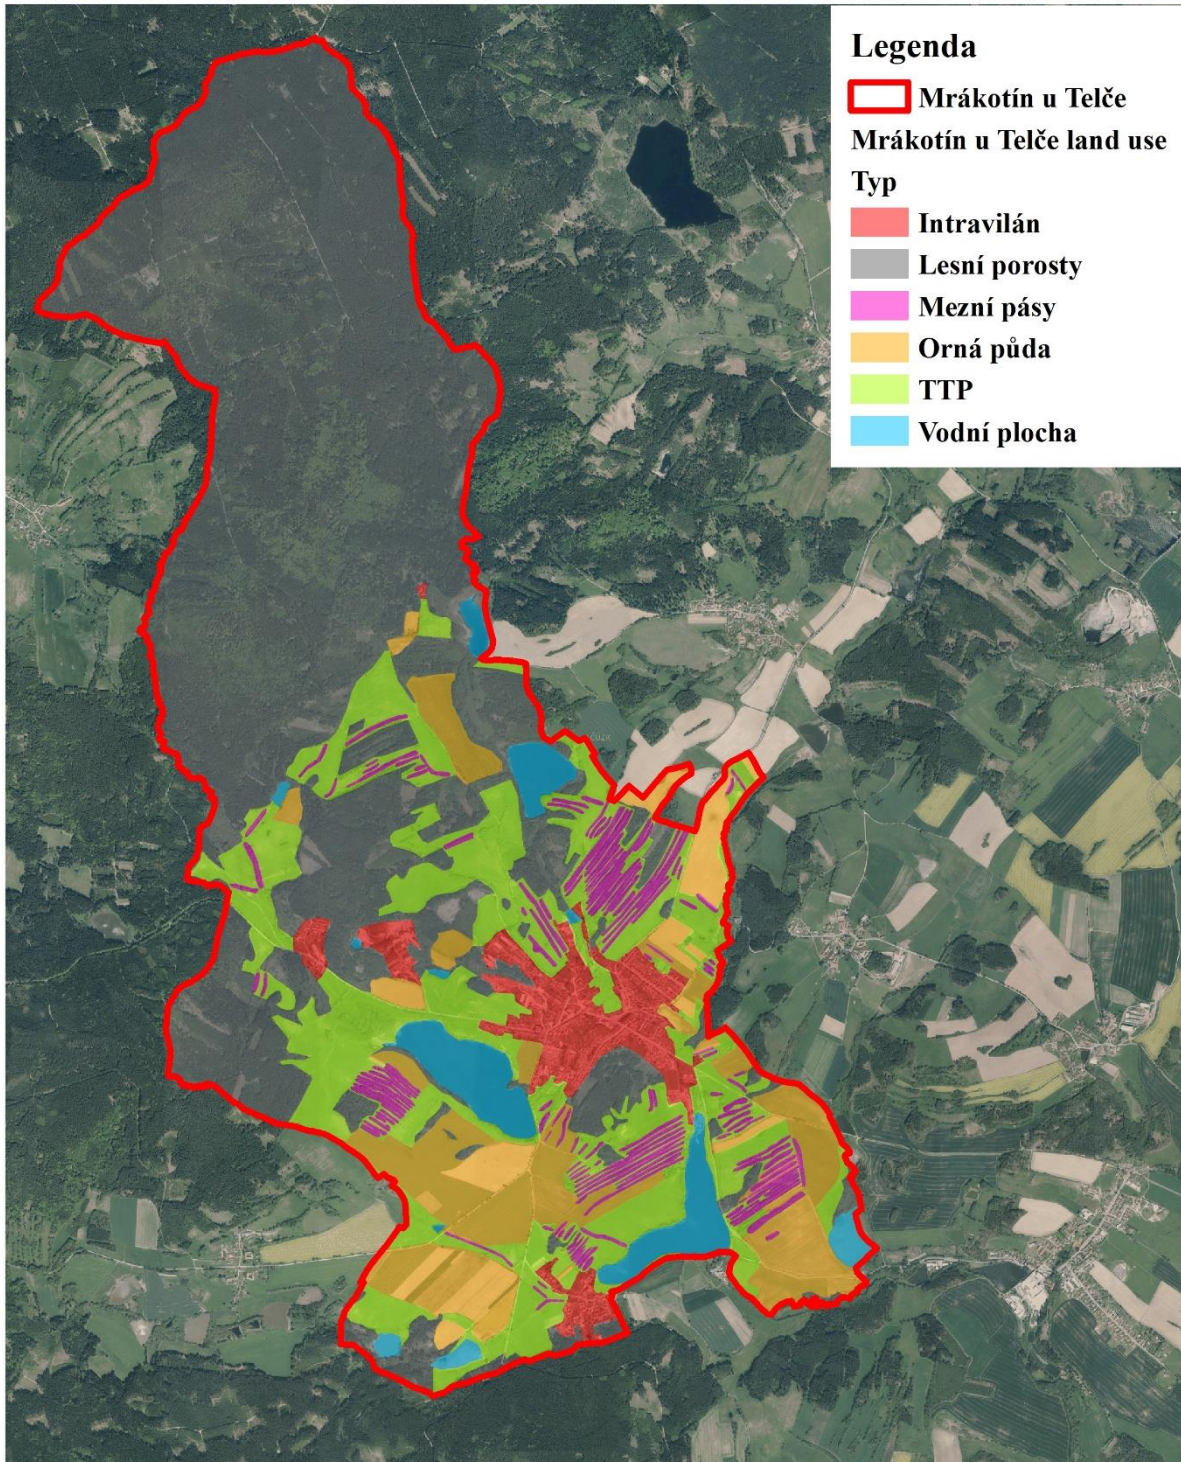 Legenda
Mrákotín u Telče
Mrákotín u Telče land use
Typ
Intravilán
Lesní porosty
Mezní pásy
Orná půda
TTP
Vodní plocha